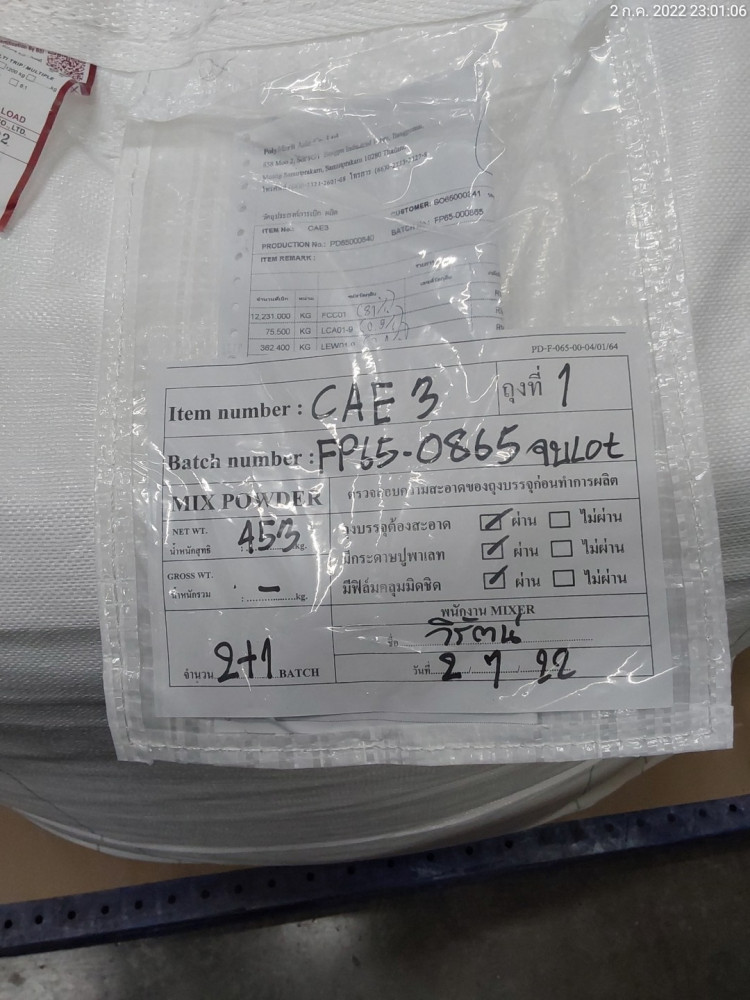 2 ก.ค. 2022 23:01:06
LOAD
CO., LTD.
CUSTOMER: SO65000341
ITEM No.: CAE3
BATCH No.: FP65-000865
PRODUCTION No.: PD65000840
ITEM REMARK :
12,231.000 KG FCC01
75.500 KG LCA01-9
362.400 KG
PD-F-065-00-04/01/64
Item number : CAE 3 ถุงที่ 1
Batch number : FP65-0865 จบLot
MIX POWDER ตรวจสอบความสะอาดของถุงบรรจุก่อนทำการผลิต
NET WT.
น้ำหนักสุทธิ 453 kg.
ถุงบรรจุต้องสะอาด ผ่าน ไม่ผ่าน
มีกระดาษปูพาเลท ผ่าน ไม่ผ่าน
GROSS WT.
น้ำหนักรวม : - kg.
มีฟิล์มคลุมมิดชิด ผ่าน ไม่ผ่าน
พนักงาน MIXER
ชื่อ วิรัตน์
จำนวน 2+1 BATCH
วันที่ 2 / 7 / 22